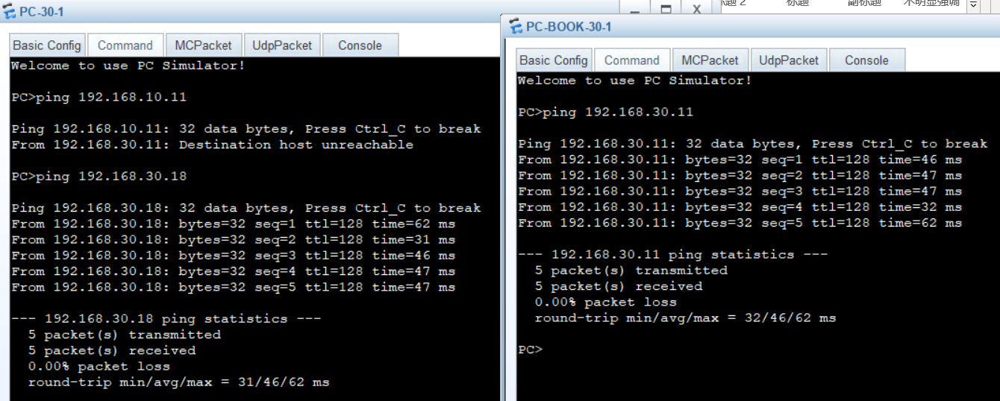 PC-30-1
Basic Config Command MCPacket UdpPacket Console
Welcome to use PC Simulator!
PC>ping 192.168.10.11
Ping 192.168.10.11: 32 data bytes, Press Ctrl_C to break
From 192.168.30.11: Destination host unreachable
PC>ping 192.168.30.18
Ping 192.168.30.18: 32 data bytes, Press Ctrl_C to break
From 192.168.30.18: bytes=32 seq=1 ttl=128 time=62 ms
From 192.168.30.18: bytes=32 seq=2 ttl=128 time=31 ms
From 192.168.30.18: bytes=32 seq=3 ttl=128 time=46 ms
From 192.168.30.18: bytes=32 seq=4 ttl=128 time=47 ms
From 192.168.30.18: bytes=32 seq=5 ttl=128 time=47 ms
--- 192.168.30.18 ping statistics ---
5 packet(s) transmitted
5 packet(s) received
0.00% packet loss
round-trip min/avg/max = 31/46/62 ms
标题 2 标题 副标题 不明显强调
PC-BOOK-30-1
Basic Config Command MCPacket UdpPacket Console
Welcome to use PC Simulator!
PC>ping 192.168.30.11
Ping 192.168.30.11: 32 data bytes, Press Ctrl_C to break
From 192.168.30.11: bytes=32 seq=1 ttl=128 time=46 ms
From 192.168.30.11: bytes=32 seq=2 ttl=128 time=47 ms
From 192.168.30.11: bytes=32 seq=3 ttl=128 time=47 ms
From 192.168.30.11: bytes=32 seq=4 ttl=128 time=32 ms
From 192.168.30.11: bytes=32 seq=5 ttl=128 time=62 ms
--- 192.168.30.11 ping statistics ---
5 packet(s) transmitted
5 packet(s) received
0.00% packet loss
round-trip min/avg/max = 32/46/62 ms
PC>